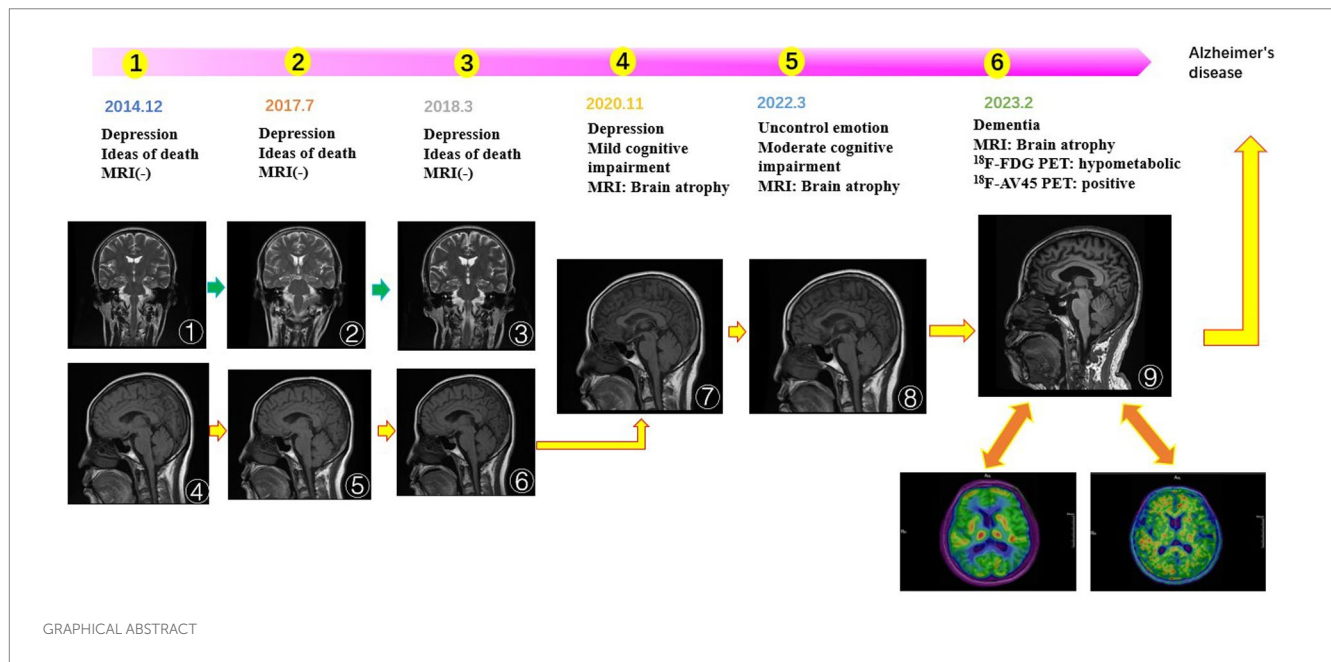 1
2
3
4
5
6
Alzheimer's
disease
2014.12
Depression
Ideas of death
MRI(-)
2017.7
Depression
Ideas of death
MRI(-)
2018.3
Depression
Ideas of death
MRI(-)
2020.11
Depression
Mild cognitive
impairment
MRI: Brain atrophy
2022.3
Uncontrol emotion
Moderate cognitive
impairment
MRI: Brain atrophy
2023.2
Dementia
MRI: Brain atrophy
¹⁸F-FDG PET: hypometabolic
¹⁸F-AV45 PET: positive
①
②
③
④
⑤
⑥
⑦
⑧
⑨
GRAPHICAL ABSTRACT